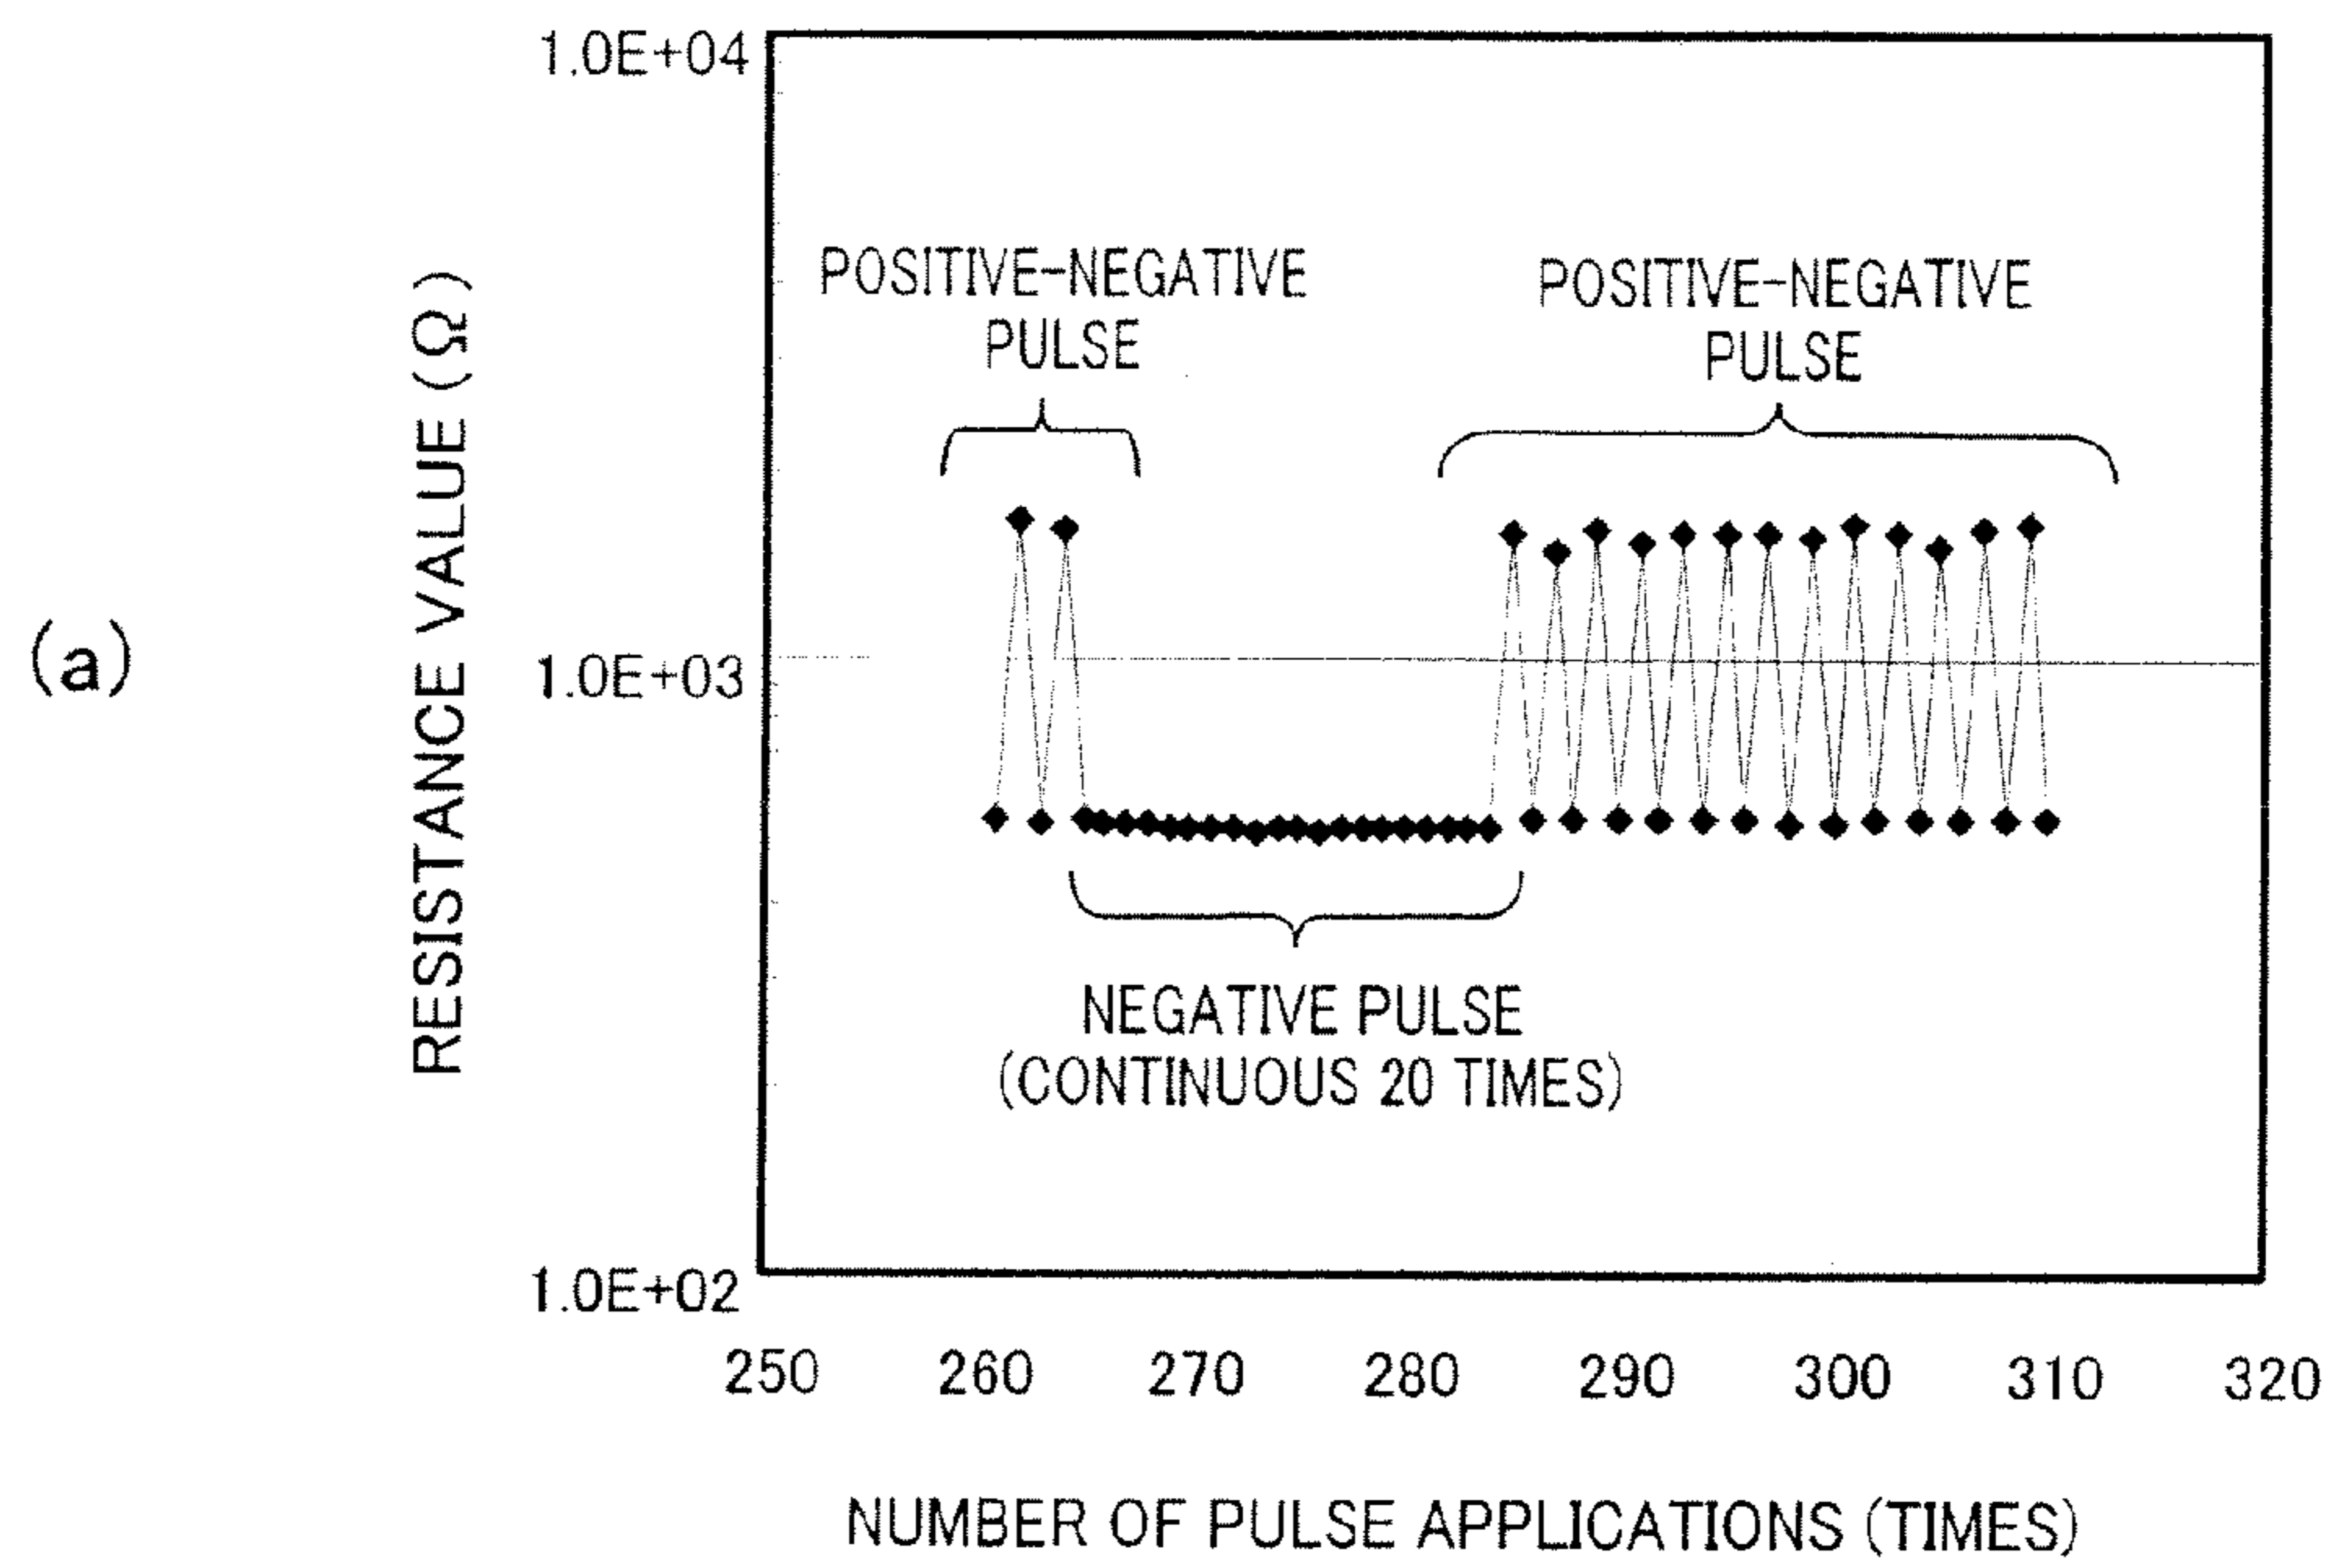 1.0E+04
POSITIVE-NEGATIVE
PULSE
POSITIVE-NEGATIVE
PULSE
RESISTANCE VALUE (Ω)
(a)
1.0E+03
NEGATIVE PULSE
(CONTINUOUS 20 TIMES)
1.0E+02
250 260 270 280 290 300 310 320
NUMBER OF PULSE APPLICATIONS (TIMES)